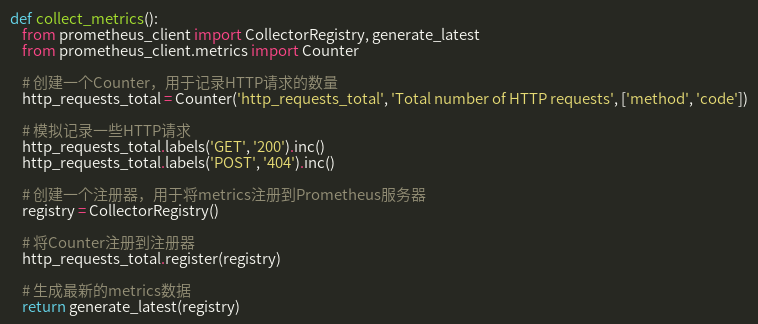 def collect_metrics():
from prometheus_client import CollectorRegistry, generate_latest
from prometheus_client.metrics import Counter
# 创建一个Counter，用于记录HTTP请求的数量
http_requests_total = Counter('http_requests_total', 'Total number of HTTP requests', ['method', 'code'])
# 模拟记录一些HTTP请求
http_requests_total.labels('GET', '200').inc()
http_requests_total.labels('POST', '404').inc()
# 创建一个注册器，用于将metrics注册到Prometheus服务器
registry = CollectorRegistry()
# 将Counter注册到注册器
http_requests_total.register(registry)
# 生成最新的metrics数据
return generate_latest(registry)